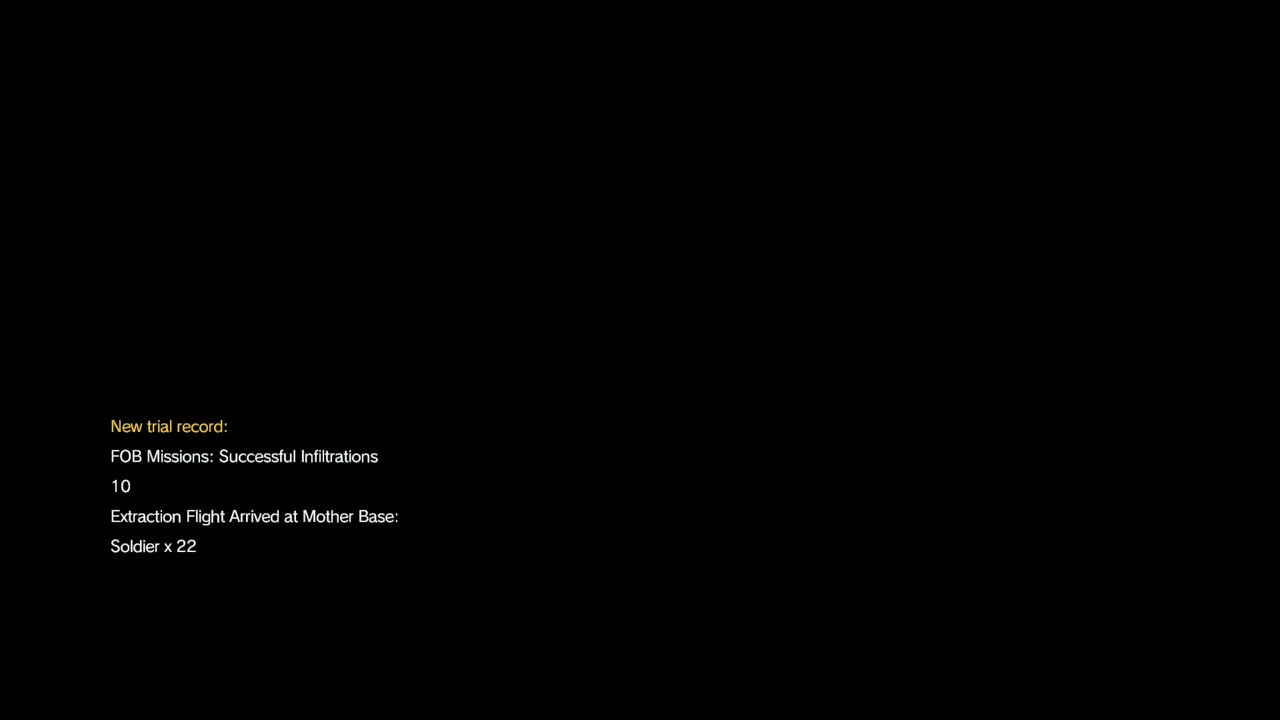 New trial record:
FOB Missions: Successful Infiltrations
10
Extraction Flight Arrived at Mother Base:
Soldier x 22